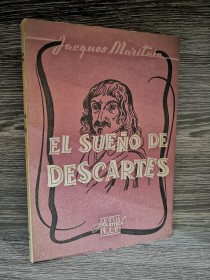 Jacques Maritain
EL SUEÑO DE
DESCARTES